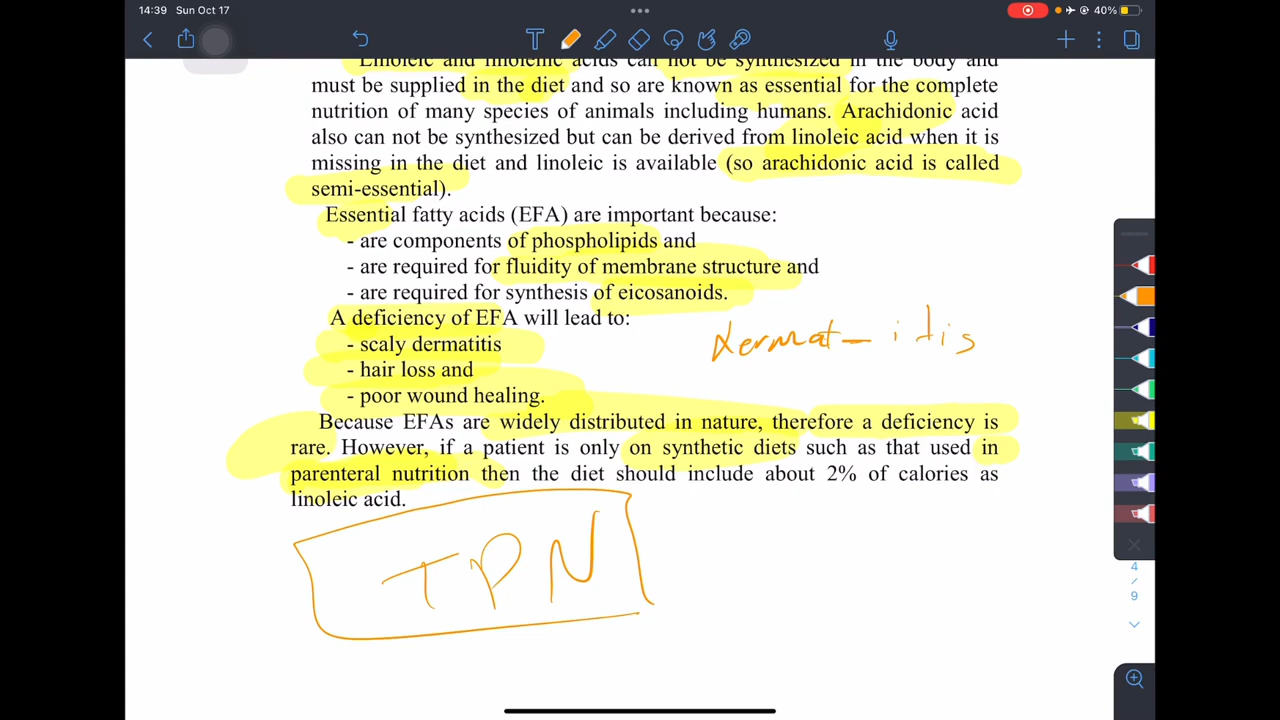 14:39 Sun Oct 17
40%
Linoleic and linolenic acids can not be synthesized in the body and
must be supplied in the diet and so are known as essential for the complete
nutrition of many species of animals including humans. Arachidonic acid
also can not be synthesized but can be derived from linoleic acid when it is
missing in the diet and linoleic is available (so arachidonic acid is called
semi-essential).
Essential fatty acids (EFA) are important because:
- are components of phospholipids and
- are required for fluidity of membrane structure and
- are required for synthesis of eicosanoids.
A deficiency of EFA will lead to:
- scaly dermatitis
dermat-itis
- hair loss and
- poor wound healing.
Because EFAs are widely distributed in nature, therefore a deficiency is
rare. However, if a patient is only on synthetic diets such as that used in
parenteral nutrition then the diet should include about 2% of calories as
linoleic acid.
TPN
4
/
9